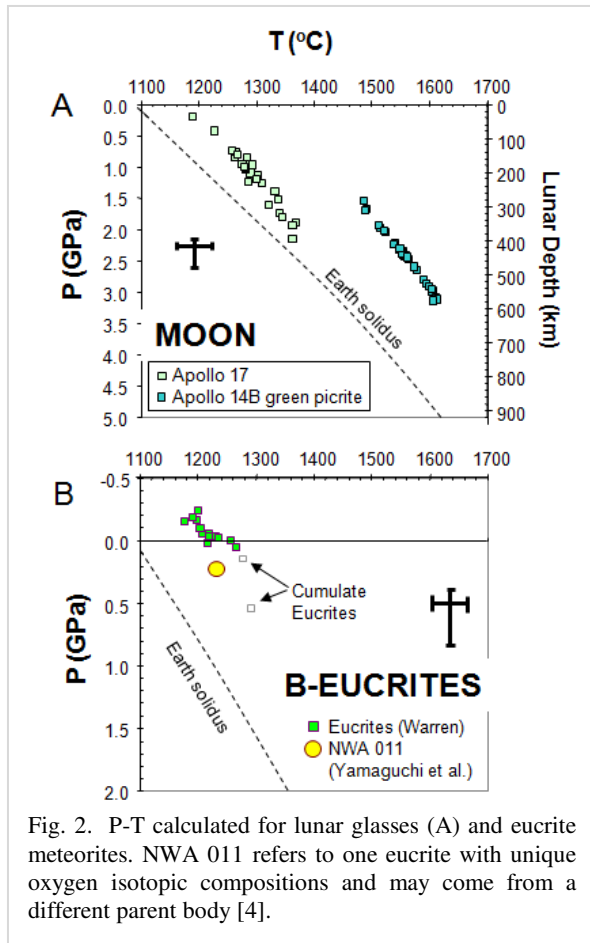 T (°C)
1100 1200 1300 1400 1500 1600 1700
A
0.0
0.5
1.0
1.5
2.0
2.5
3.0
3.5
4.0
4.5
5.0
P (GPa)
0
100
200
300
400
500
600
700
800
900
Lunar Depth (km)
Earth solidus
MOON
Apollo 17
Apollo 14B green picrite
1100 1200 1300 1400 1500 1600 1700
B
-0.5
0.0
0.5
1.0
1.5
2.0
P (GPa)
Cumulate
Eucrites
Earth solidus
B-EUCRITES
Eucrites (Warren)
NWA 011
(Yamaguchi et al.)
Fig. 2. P-T calculated for lunar glasses (A) and eucrite
meteorites. NWA 011 refers to one eucrite with unique
oxygen isotopic compositions and may come from a
different parent body [4].